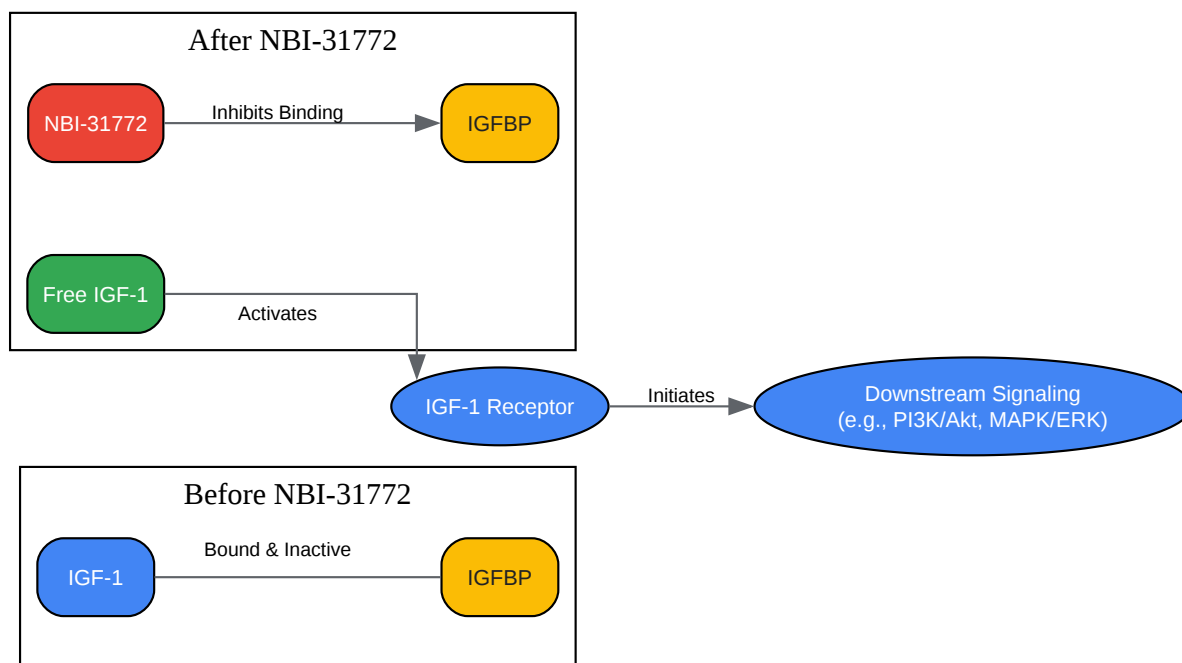 After NBI-31772
NBI-31772
Inhibits Binding
IGFBP
Free IGF-1
Activates
IGF-1 Receptor
Initiates
Downstream Signaling
(e.g., PI3K/Akt, MAPK/ERK)
Before NBI-31772
IGF-1
Bound & Inactive
IGFBP